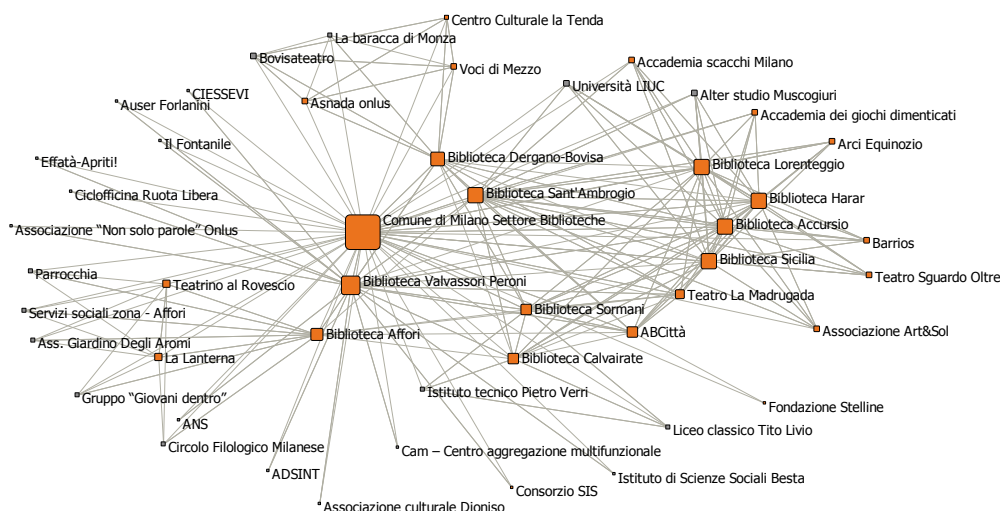 Centro Culturale la Tenda
La baracca di Monza
Bovisateatro
Voci di Mezzo
Accademia scacchi Milano
Università LIUC
CIESSEVI
Alter studio Muscogiuri
Auser Forlanini
Asnada onlus
Accademia dei giochi dimenticati
Il Fontanile
Arci Equinozio
Effatà-Apriti!
Biblioteca Dergano-Bovisa
Biblioteca Lorenteggio
Ciclofficina Ruota Libera
Biblioteca Sant'Ambrogio
Biblioteca Harar
Comune di Milano Settore Biblioteche
Biblioteca Accursio
Associazione “Non solo parole” Onlus
Barrios
Biblioteca Sicilia
Parrocchia
Teatrino al Rovescio
Biblioteca Valvassori Peroni
Teatro Sguardo Oltre
Teatro La Madrugada
Servizi sociali zona - Affori
Biblioteca Sormani
Associazione Art&Sol
ABCittà
Biblioteca Affori
Ass. Giardino Degli Aromi
La Lanterna
Biblioteca Calvairate
Istituto tecnico Pietro Verri
Gruppo “Giovani dentro”
Fondazione Stelline
ANS
Liceo classico Tito Livio
Circolo Filologico Milanese
Cam – Centro aggregazione multifunzionale
ADSINT
Istituto di Scienze Sociali Besta
Consorzio SIS
Associazione culturale Dioniso